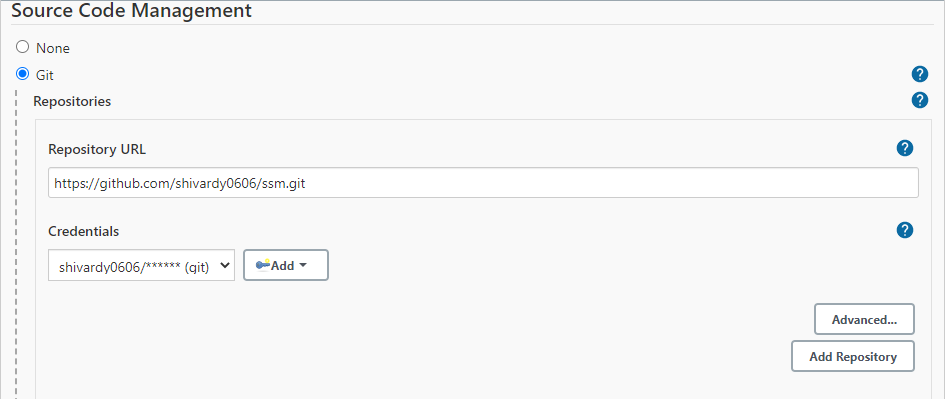 Source Code Management
None
Git
?
Repositories
?
Repository URL
?
https://github.com/shivardy0606/ssm.git
Credentials
?
shivardy0606/****** (git)
Add
Advanced...
Add Repository